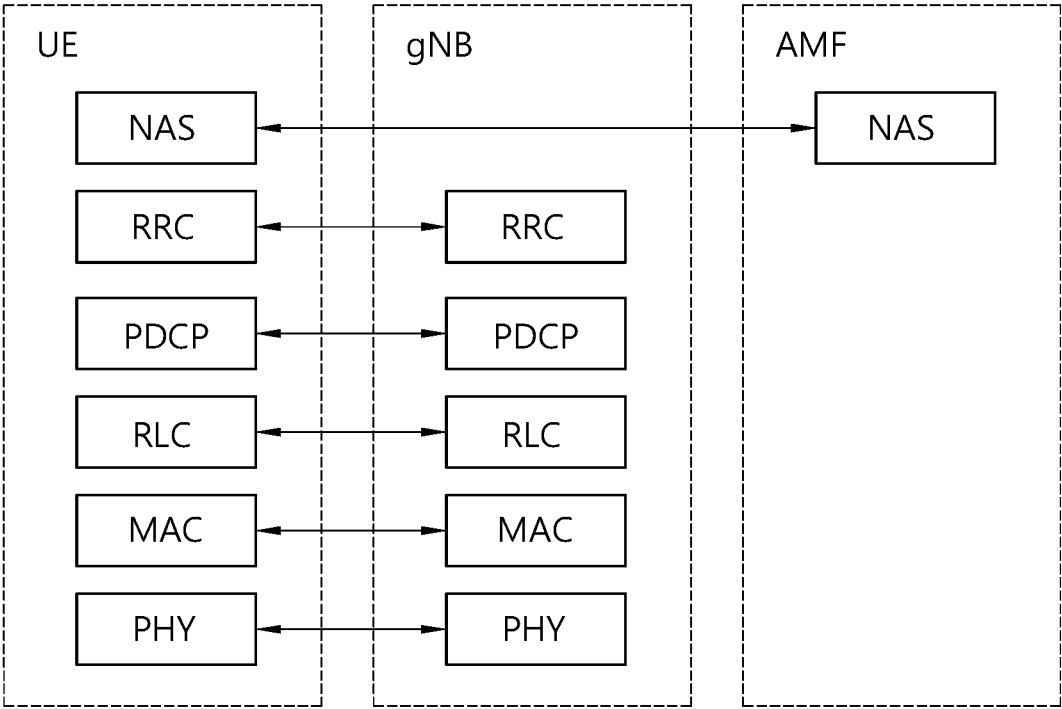 UE
gNB
AMF
NAS
NAS
RRC
RRC
PDCP
PDCP
RLC
RLC
MAC
MAC
PHY
PHY